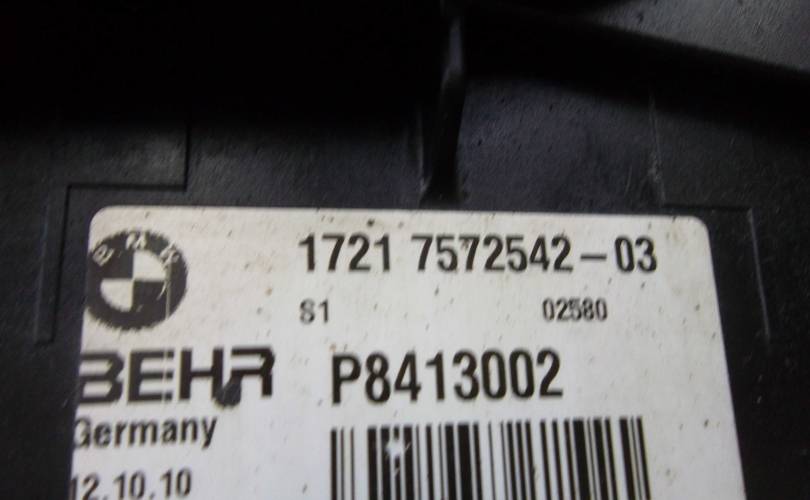 1721 7572542-03
S1 02580
BEHR P8413002
Germany
12.10.10